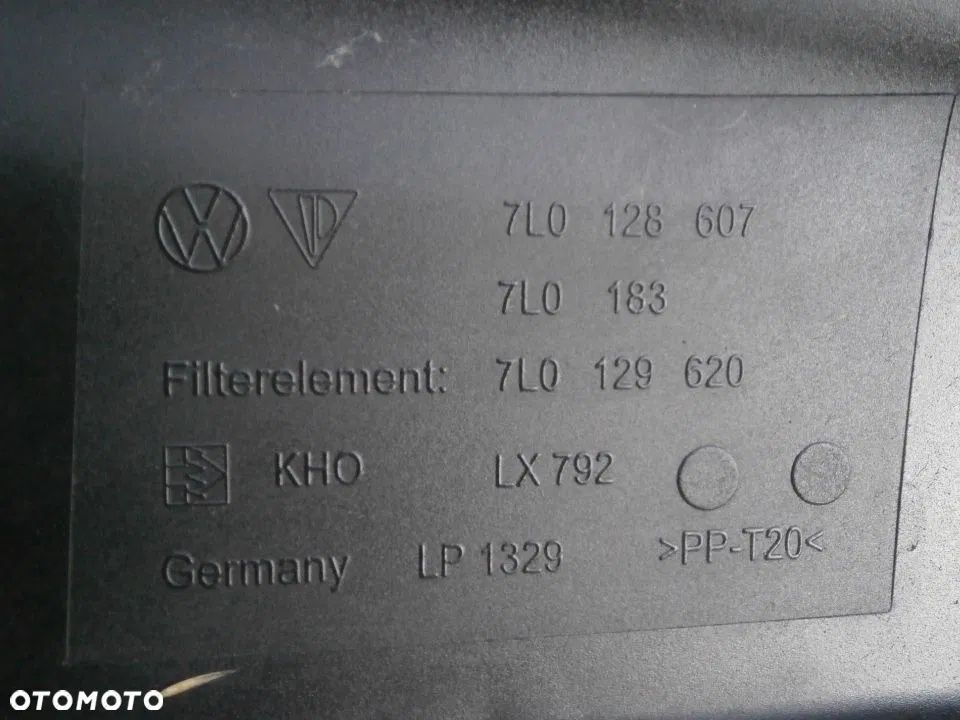 7L0 128 607
7L0 183
Filterelement: 7L0 129 620
KHO LX 792
Germany LP 1329 >PP-T20<
OTOMOTO